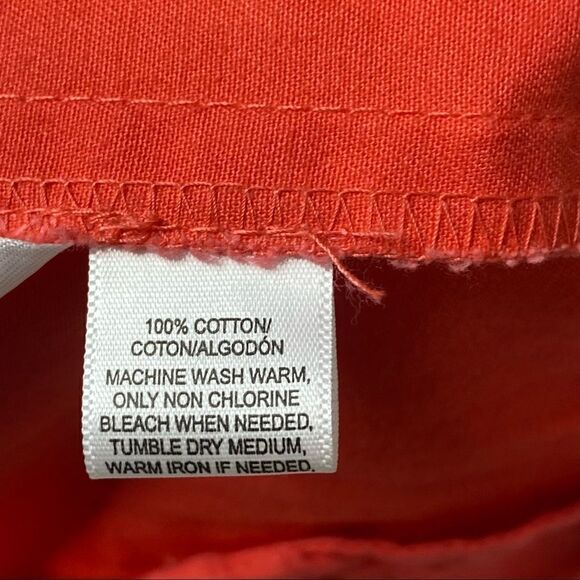 100% COTTON/
COTON/ALGODÓN
MACHINE WASH WARM,
ONLY NON CHLORINE
BLEACH WHEN NEEDED,
TUMBLE DRY MEDIUM,
WARM IRON IF NEEDED.